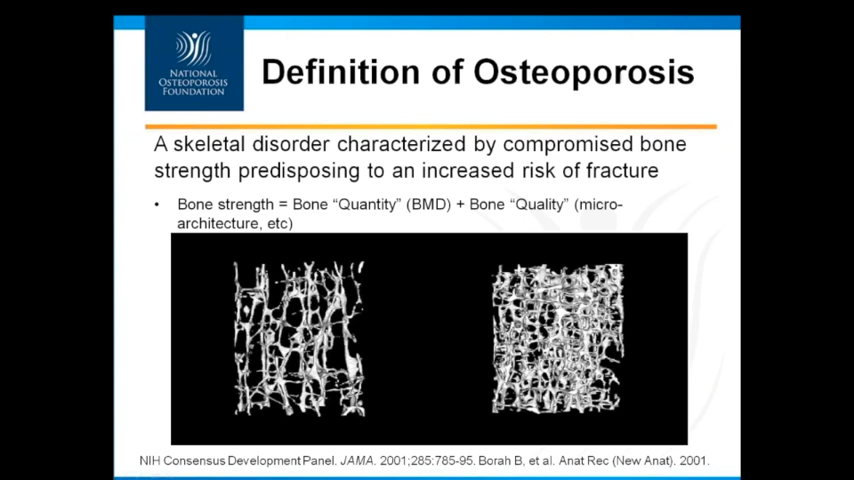 NATIONAL
OSTEOPOROSIS
FOUNDATION
Definition of Osteoporosis
A skeletal disorder characterized by compromised bone
strength predisposing to an increased risk of fracture
• Bone strength = Bone “Quantity” (BMD) + Bone “Quality” (micro-
architecture, etc)
NIH Consensus Development Panel. JAMA. 2001;285:785-95. Borah B, et al. Anat Rec (New Anat). 2001.